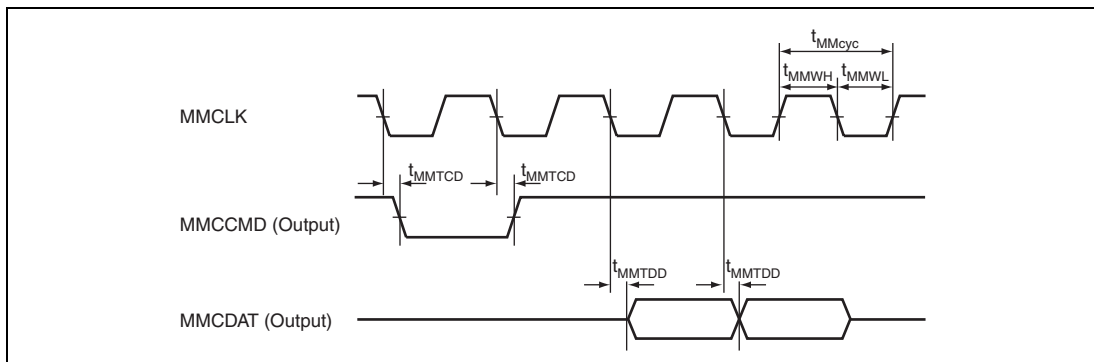 tMMcyc
tMMWH tMMWL
MMCLK
tMMTCD tMMTCD
MMCCMD (Output)
tMMTDD tMMTDD
MMCDAT (Output)